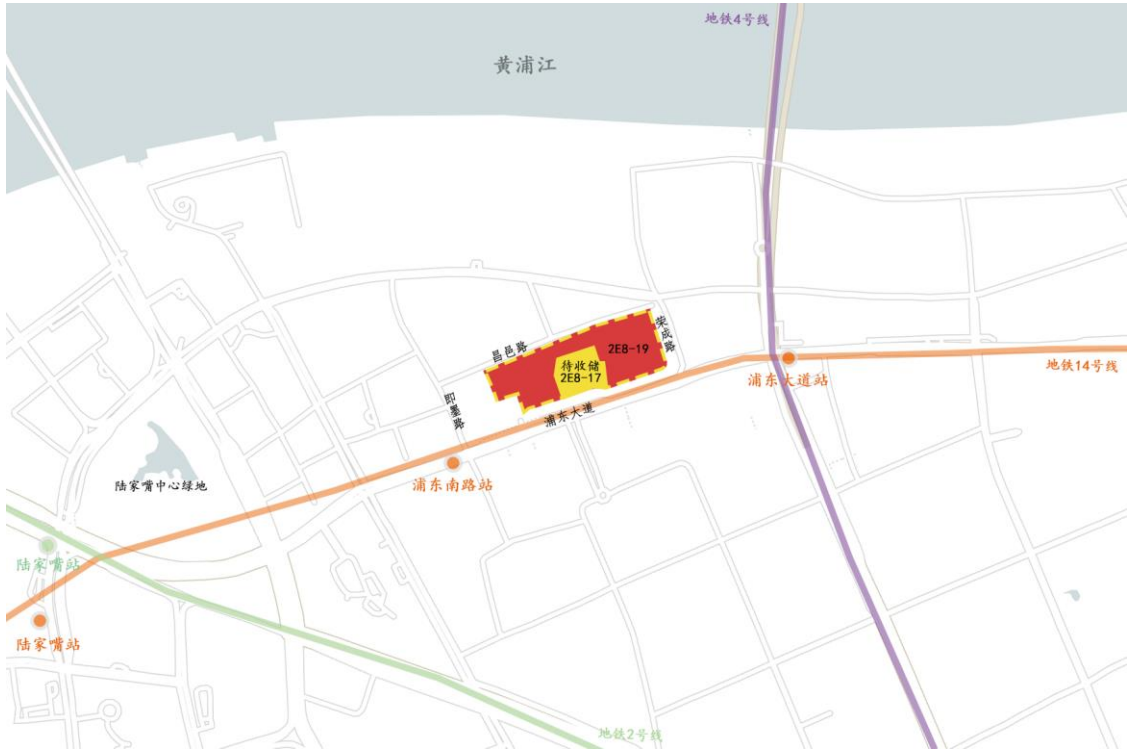 地铁4号线
黄浦江
荣成路
昌邑路
2E8-19
待收储
2E8-17
地铁14号线
浦东大道站
即墨路
浦东大道
浦东南路站
陆家嘴中心绿地
陆家嘴站
陆家嘴站
地铁2号线